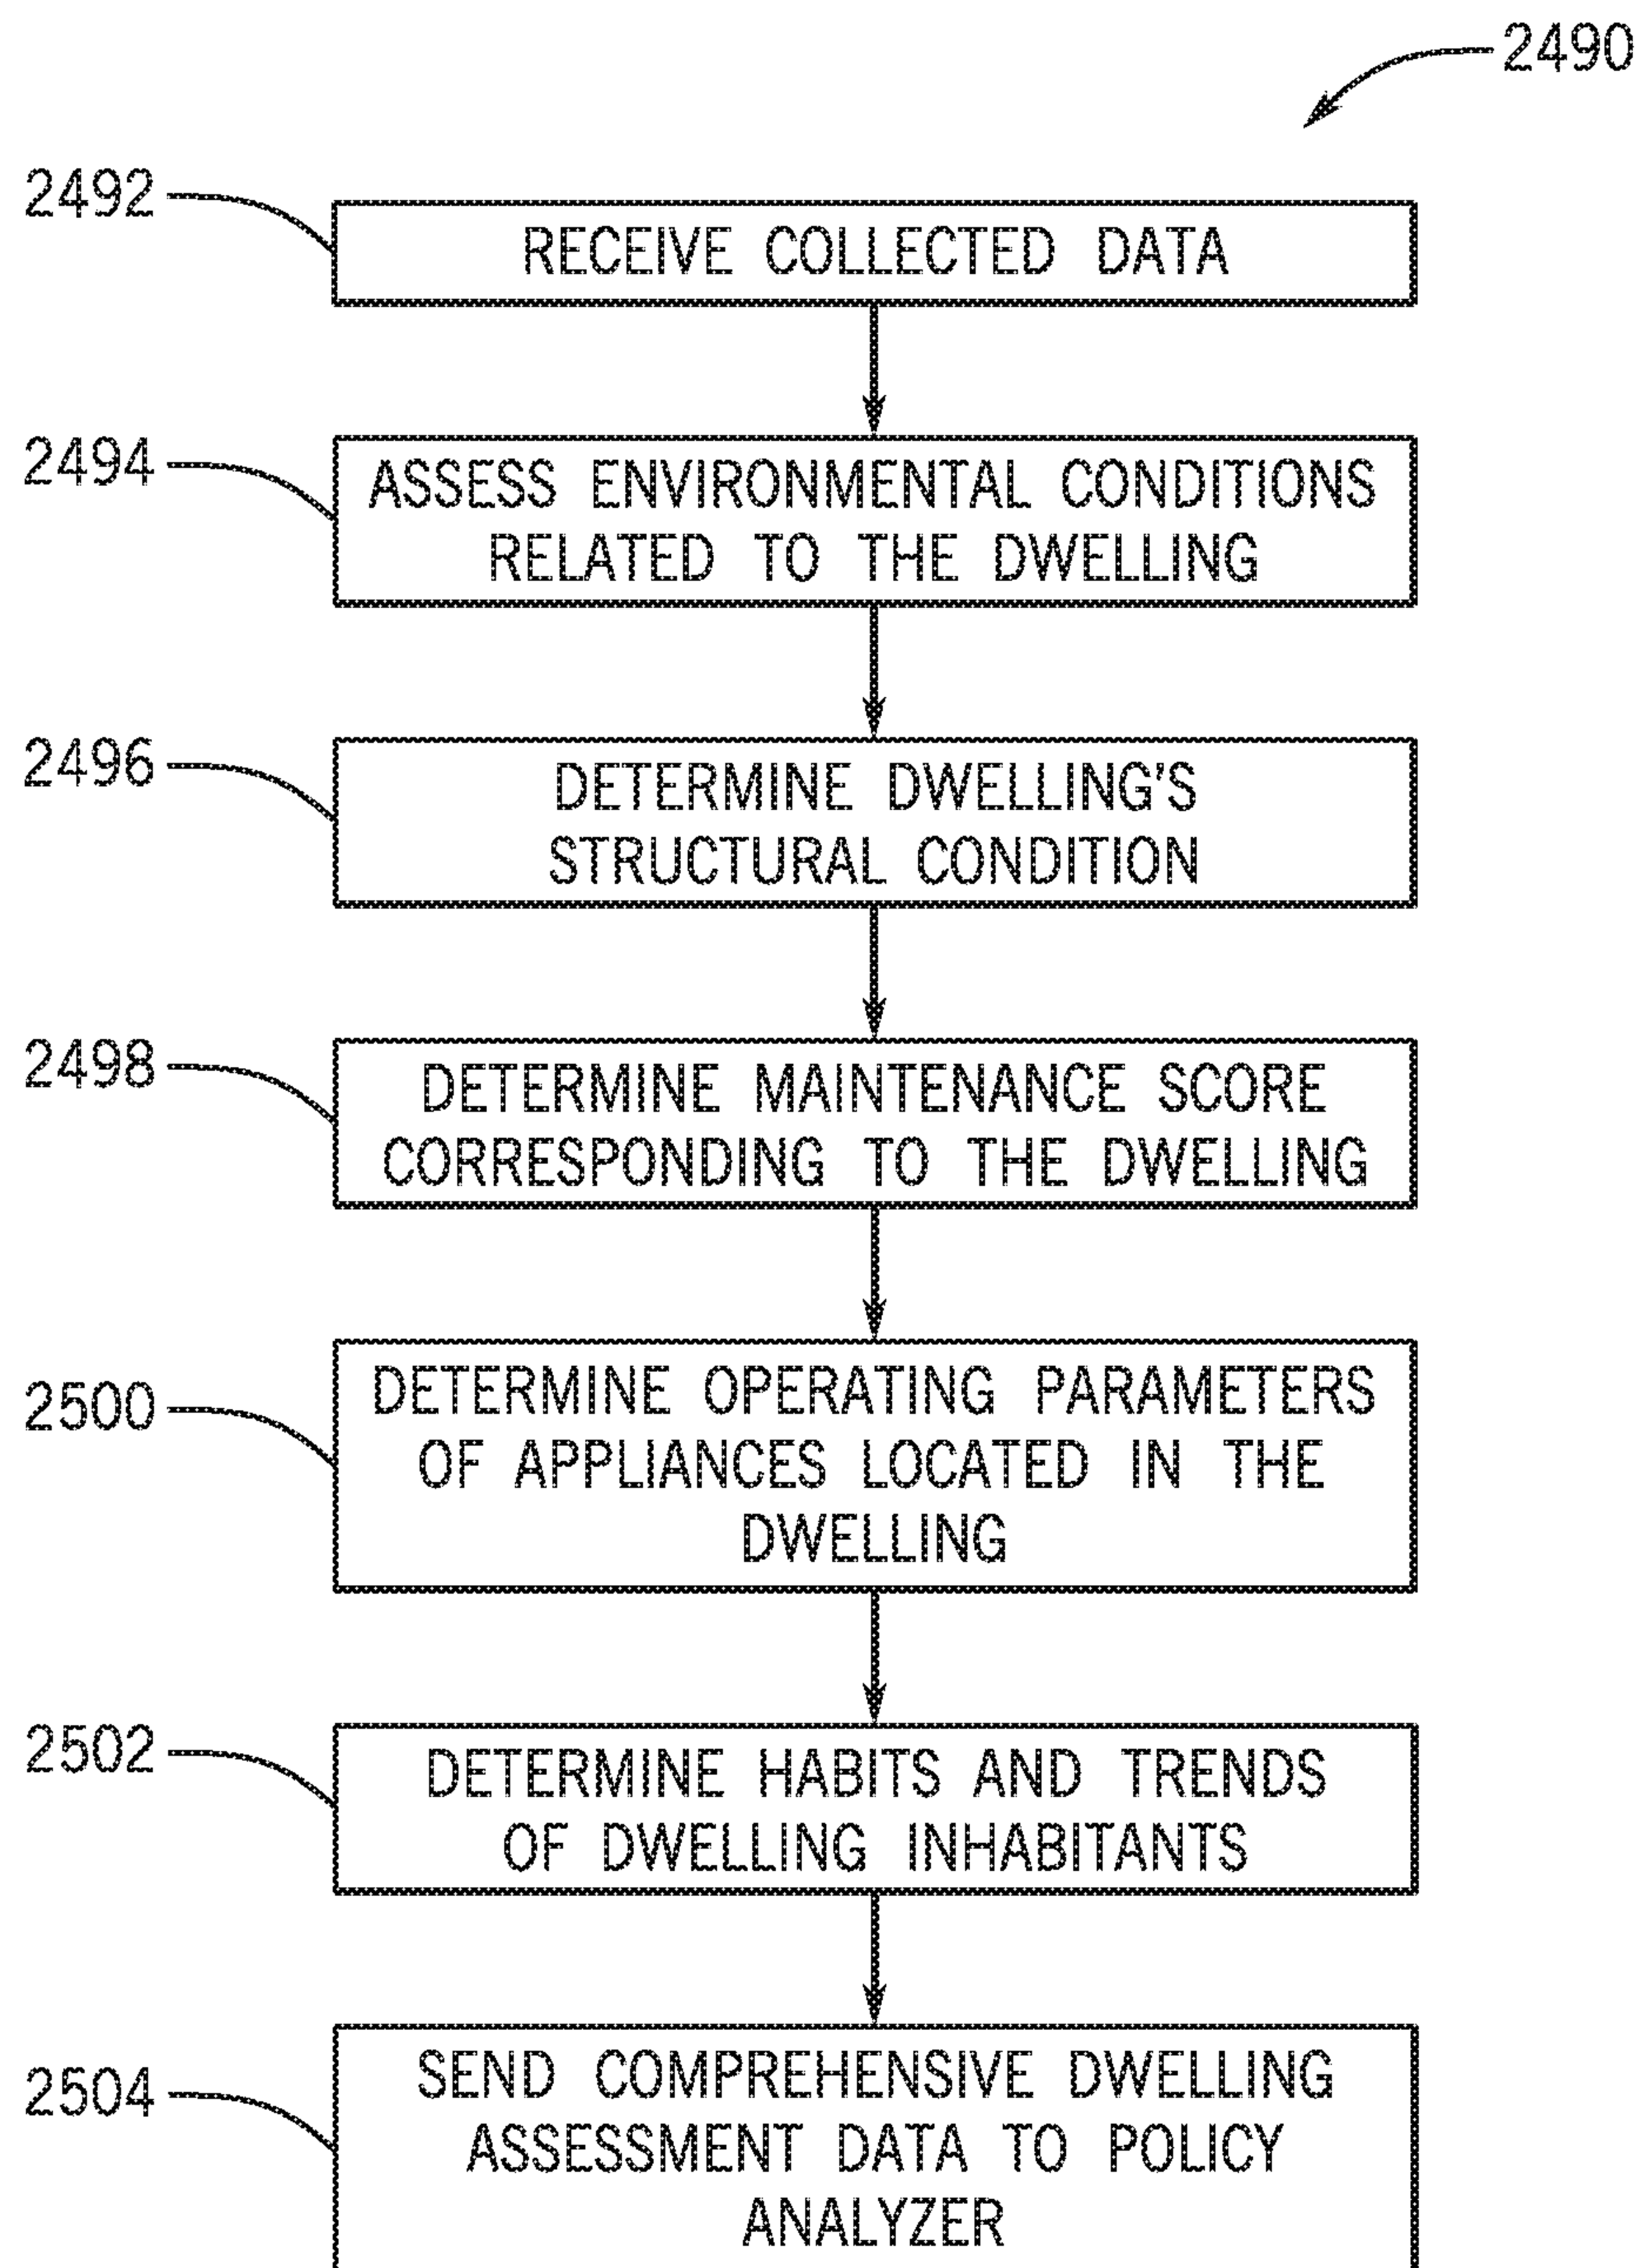 2490
2492
RECEIVE COLLECTED DATA
2494
ASSESS ENVIRONMENTAL CONDITIONS
RELATED TO THE DWELLING
2496
DETERMINE DWELLING'S
STRUCTURAL CONDITION
2498
DETERMINE MAINTENANCE SCORE
CORRESPONDING TO THE DWELLING
2500
DETERMINE OPERATING PARAMETERS
OF APPLIANCES LOCATED IN THE
DWELLING
2502
DETERMINE HABITS AND TRENDS
OF DWELLING INHABITANTS
2504
SEND COMPREHENSIVE DWELLING
ASSESSMENT DATA TO POLICY
ANALYZER